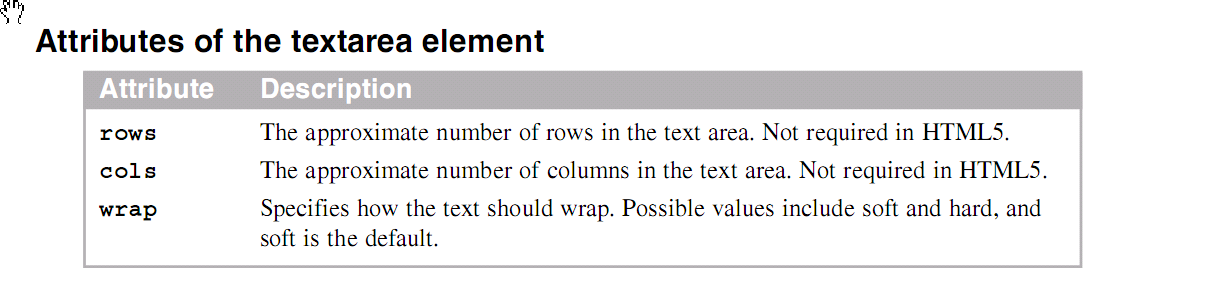 Attributes of the textarea element
Attribute Description
rows The approximate number of rows in the text area. Not required in HTML5.
cols The approximate number of columns in the text area. Not required in HTML5.
wrap Specifies how the text should wrap. Possible values include soft and hard, and
soft is the default.